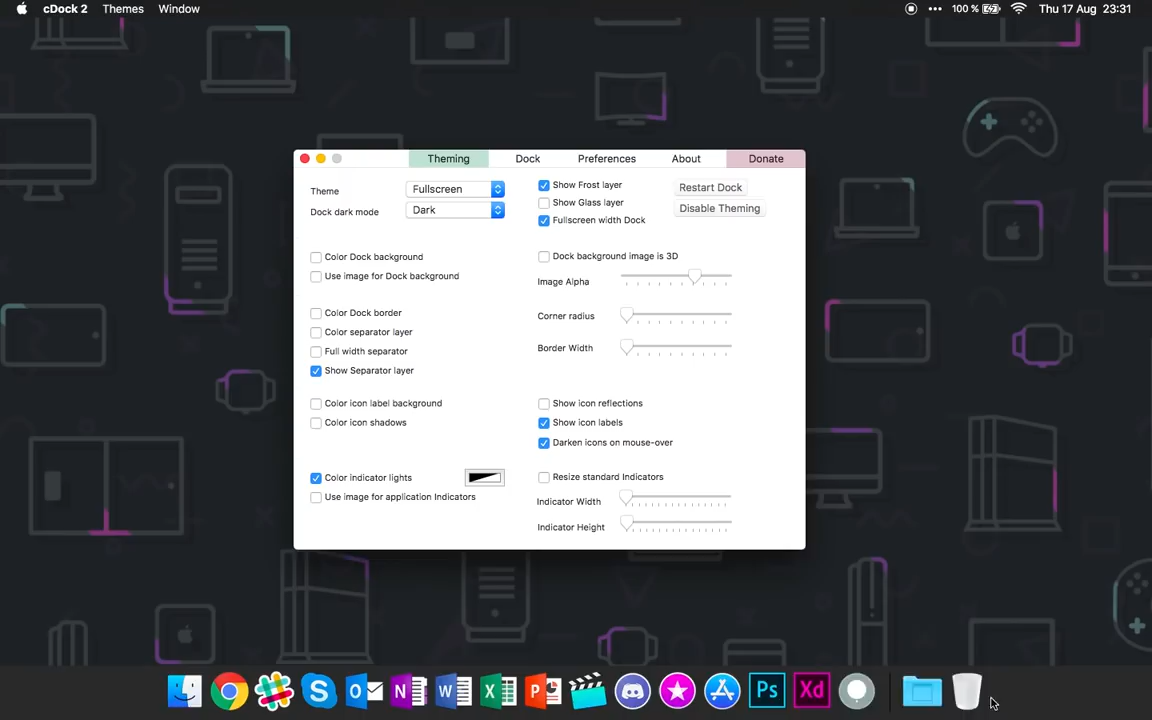 cDock 2 Themes Window 100 % Thu 17 Aug 23:31
Theming Dock Preferences About Donate
Theme Fullscreen
Dock dark mode Dark
Show Frost layer
Show Glass layer
Fullscreen width Dock
Restart Dock
Disable Theming
Color Dock background
Use image for Dock background
Dock background image is 3D
Image Alpha
Color Dock border
Color separator layer
Full width separator
Show Separator layer
Corner radius
Border Width
Color icon label background
Color icon shadows
Show icon reflections
Show icon labels
Darken icons on mouse-over
Color indicator lights
Use image for application Indicators
Resize standard Indicators
Indicator Width
Indicator Height
S O N W X P Ps Xd